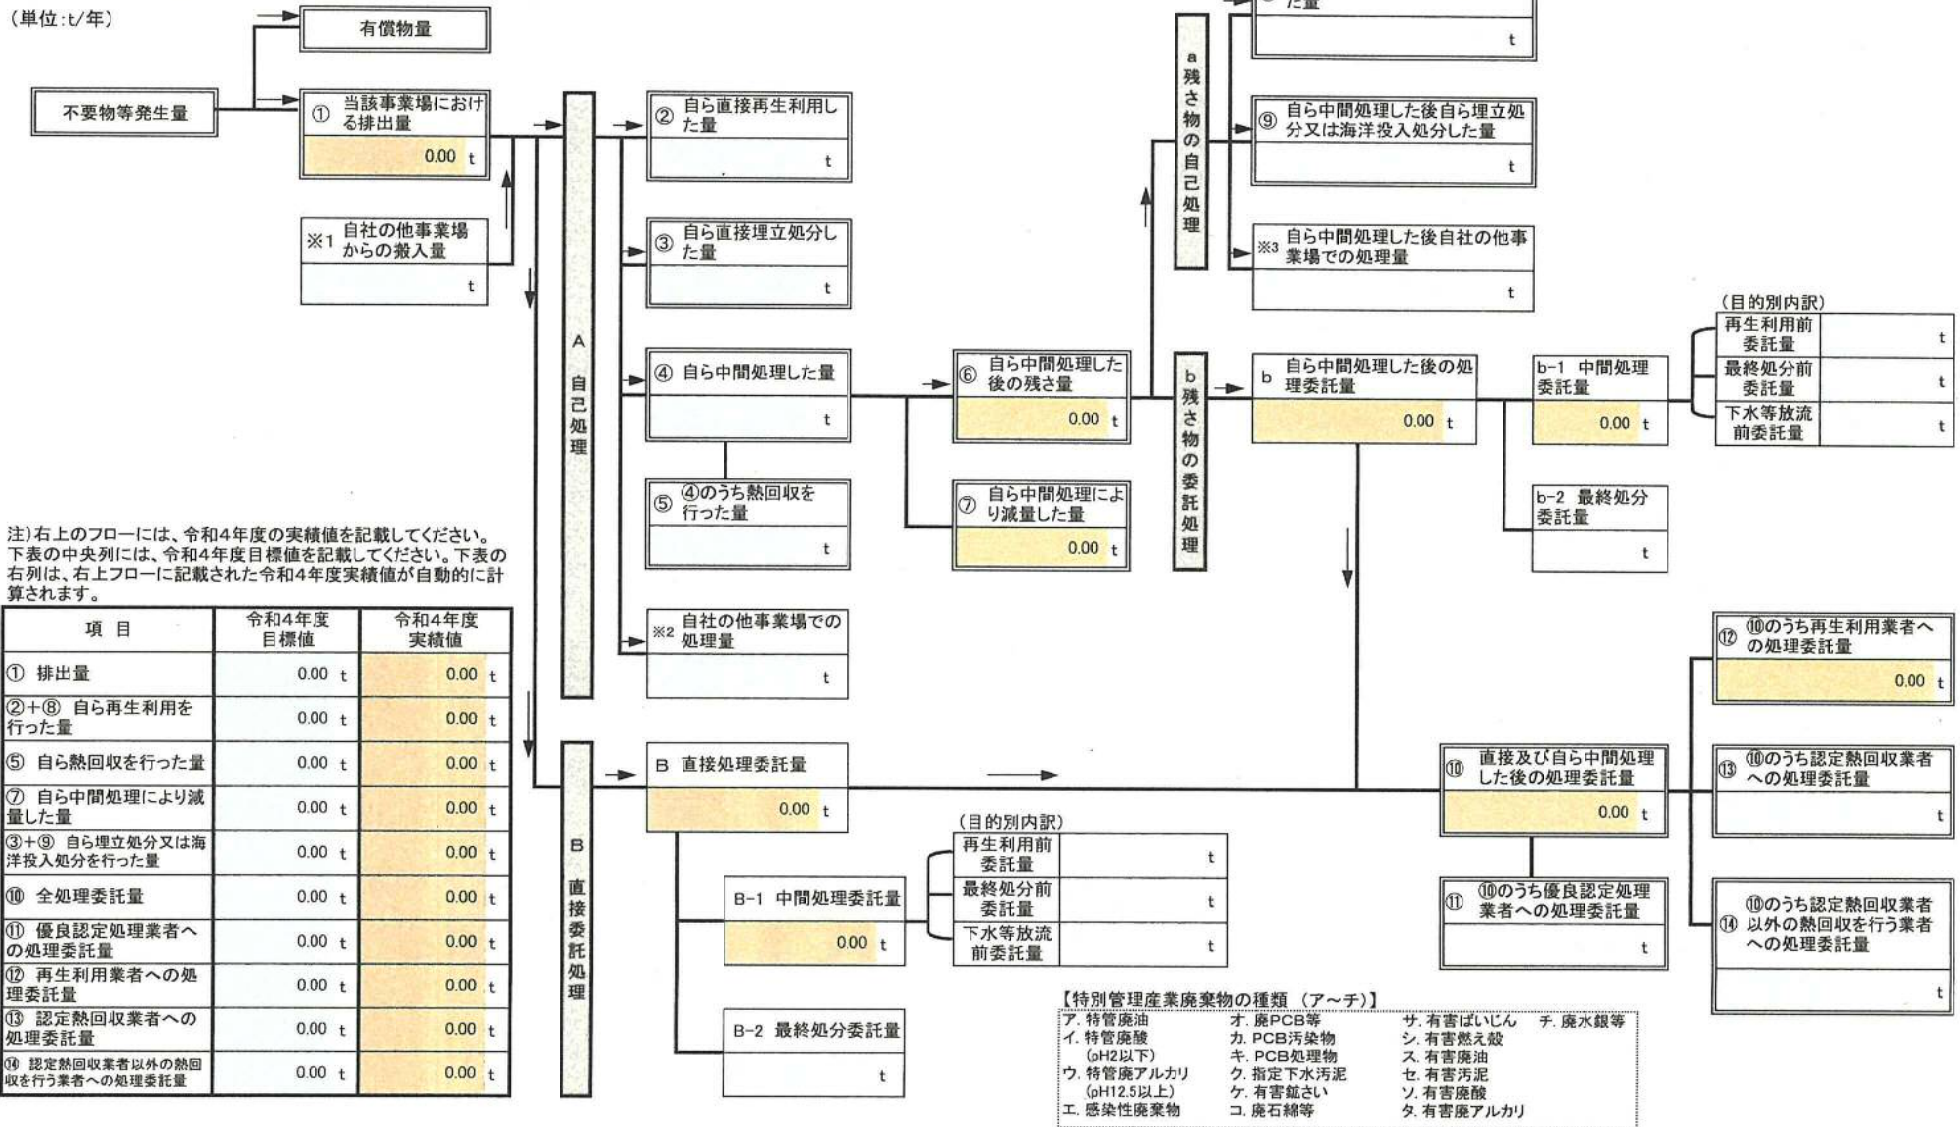 (単位:t/年)
有償物量
不要物等発生量
① 当該事業場におけ
る排出量
0.00 t
※1 自社の他事業場
からの搬入量
t
A 自己処理
② 自ら直接再生利用し
た量
t
③ 自ら直接埋立処分し
た量
t
④ 自ら中間処理した量
t
⑤ ④のうち熱回収を
行った量
t
※2 自社の他事業場での
処理量
t
⑥ 自ら中間処理した
後の残さ量
0.00 t
⑦ 自ら中間処理によ
り減量した量
0.00 t
a 残さ物の自己処理
た量
t
⑨ 自ら中間処理した後自ら埋立処
分又は海洋投入処分した量
t
※3 自ら中間処理した後自社の他事
業場での処理量
t
b 残さ物の委託処理
b 自ら中間処理した後の処
理委託量
0.00 t
b-1 中間処理
委託量
0.00 t
(目的別内訳)
再生利用前
委託量
t
最終処分前
委託量
t
下水等放流
前委託量
t
b-2 最終処分
委託量
t
注)右上のフローには、令和4年度の実績値を記載してください。
下表の中央列には、令和4年度目標値を記載してください。下表の
右列は、右上フローに記載された令和4年度実績値が自動的に計
算されます。
項 目 令和4年度 令和4年度
目標値 実績値
① 排出量 0.00 t 0.00 t
②+⑧ 自ら再生利用を
行った量 0.00 t 0.00 t
⑤ 自ら熱回収を行った量 0.00 t 0.00 t
⑦ 自ら中間処理により減
量した量 0.00 t 0.00 t
③+⑨ 自ら埋立処分又は海
洋投入処分を行った量 0.00 t 0.00 t
⑩ 全処理委託量 0.00 t 0.00 t
⑪ 優良認定処理業者へ
の処理委託量 0.00 t 0.00 t
⑫ 再生利用業者への処
理委託量 0.00 t 0.00 t
⑬ 認定熱回収業者への
処理委託量 0.00 t 0.00 t
⑭ 認定熱回収業者以外の熱回
収を行う業者への処理委託量 0.00 t 0.00 t
B 直接委託処理
B 直接処理委託量
0.00 t
B-1 中間処理委託量
0.00 t
(目的別内訳)
再生利用前
委託量
t
最終処分前
委託量
t
下水等放流
前委託量
t
B-2 最終処分委託量
t
⑩ 直接及び自ら中間処理
した後の処理委託量
0.00 t
⑪ ⑩のうち優良認定処理
業者への処理委託量
t
⑫ ⑩のうち再生利用業者へ
の処理委託量
0.00 t
⑬ ⑩のうち認定熱回収業者
への処理委託量
t
⑭ ⑩のうち認定熱回収業者
以外の熱回収を行う業者
への処理委託量
t
【特別管理産業廃棄物の種類 (ア～チ)】
ア. 特管廃油 オ. 廃PCB等 サ. 有害ばいじん チ. 廃水銀等
イ. 特管廃酸 カ. PCB汚染物 シ. 有害燃え殻
(pH2以下) キ. PCB処理物 ス. 有害廃油
ウ. 特管廃アルカリ ク. 指定下水汚泥 セ. 有害汚泥
(pH12.5以上) ケ. 有害鉱さい ソ. 有害廃酸
エ. 感染性廃棄物 コ. 廃石綿等 タ. 有害廃アルカリ